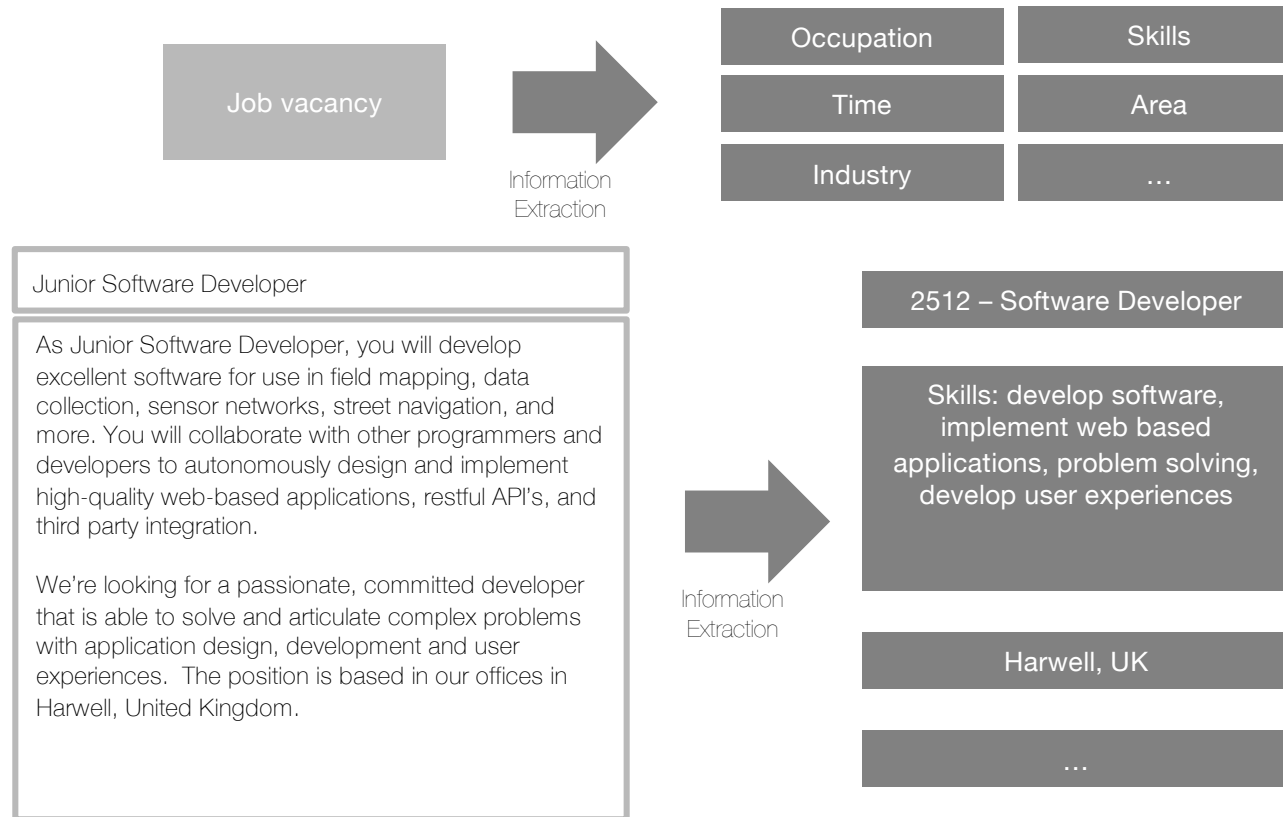 Job vacancy
Information
Extraction
Occupation
Skills
Time
Area
Industry
…
Junior Software Developer
As Junior Software Developer, you will develop
excellent software for use in field mapping, data
collection, sensor networks, street navigation, and
more. You will collaborate with other programmers and
developers to autonomously design and implement
high-quality web-based applications, restful API's, and
third party integration.
We're looking for a passionate, committed developer
that is able to solve and articulate complex problems
with application design, development and user
experiences.  The position is based in our offices in
Harwell, United Kingdom.
Information
Extraction
2512 – Software Developer
Skills: develop software,
implement web based
applications, problem solving,
develop user experiences
Harwell, UK
…